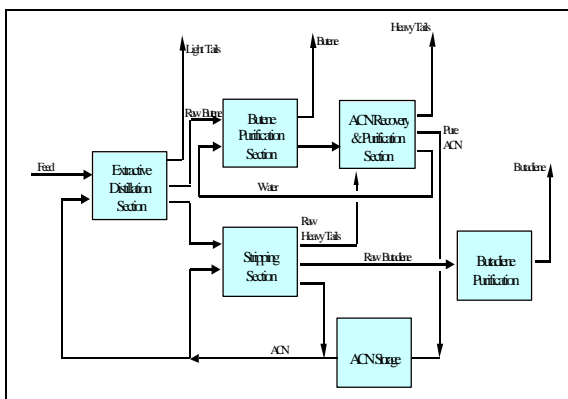 Heavy Tails
Butene
Light Tails
Raw Butene
Butene
Purification
Section
ACN Recovery
& Purification
Section
Pure
ACN
Feed
Extractive
Distillation
Section
Butadiene
Water
Raw
Heavy Tails
Stripping
Section
Raw Butadiene
Butadiene
Purification
ACN
ACN Storage